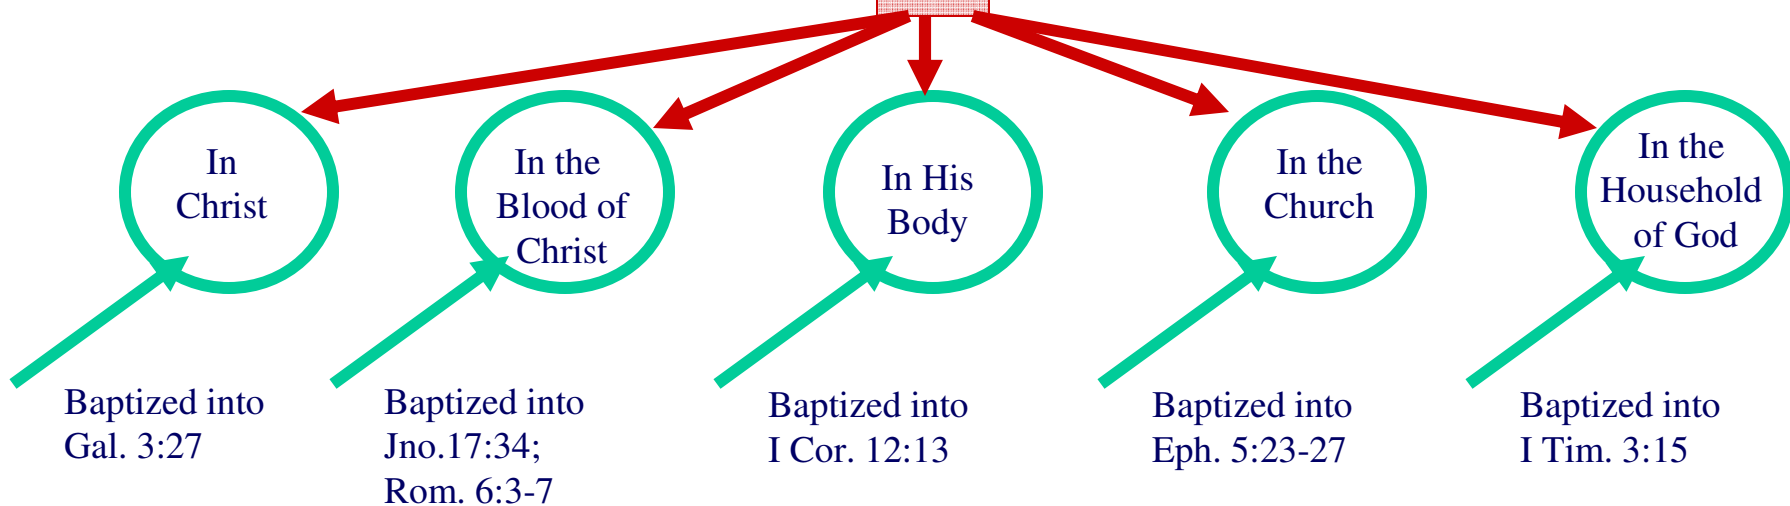 In
Christ
In the
Blood of
Christ
In His
Body
In the
Church
In the
Household
of God
Baptized into
Gal. 3:27
Baptized into
Jno.17:34;
Rom. 6:3-7
Baptized into
I Cor. 12:13
Baptized into
Eph. 5:23-27
Baptized into
I Tim. 3:15